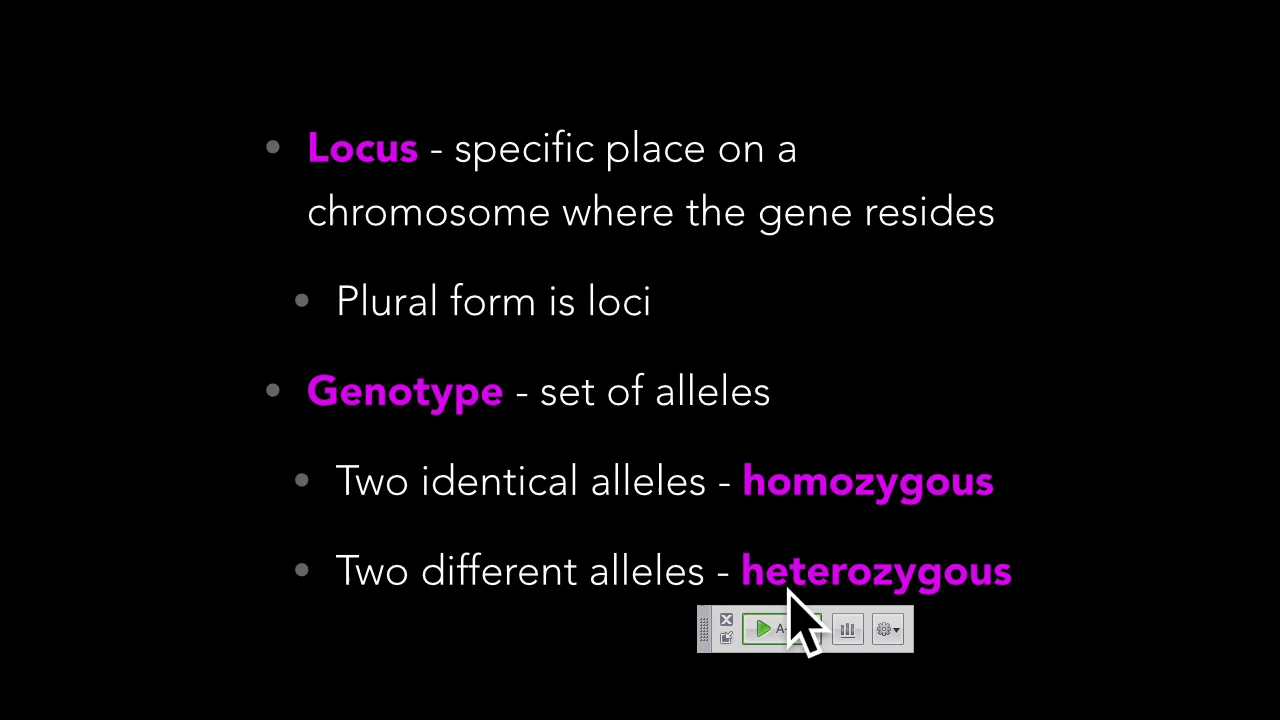 • Locus - specific place on a
chromosome where the gene resides
• Plural form is loci
• Genotype - set of alleles
• Two identical alleles - homozygous
• Two different alleles - heterozygous